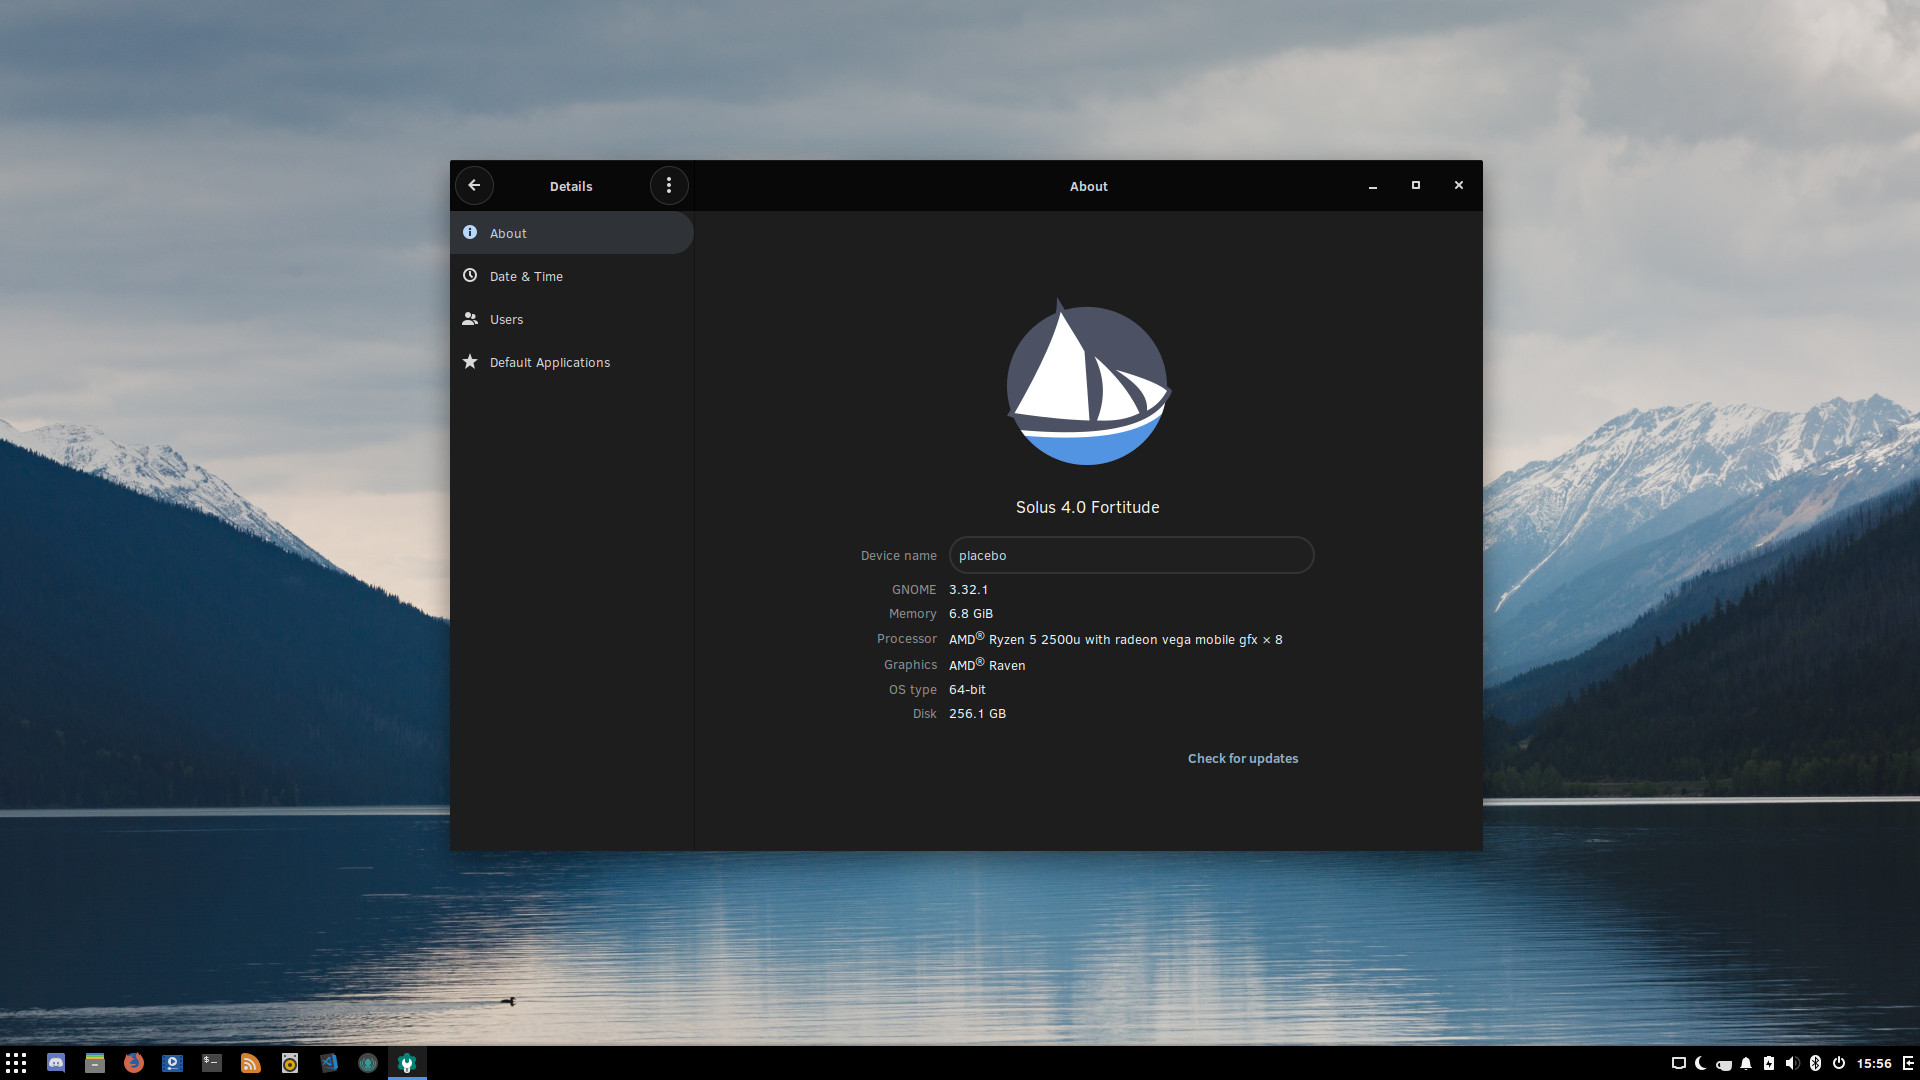 Details
About
About
Date & Time
Users
Default Applications
Solus 4.0 Fortitude
Device name placebo
GNOME 3.32.1
Memory 6.8 GiB
Processor AMD® Ryzen 5 2500u with radeon vega mobile gfx × 8
Graphics AMD® Raven
OS type 64-bit
Disk 256.1 GB
Check for updates
15:56